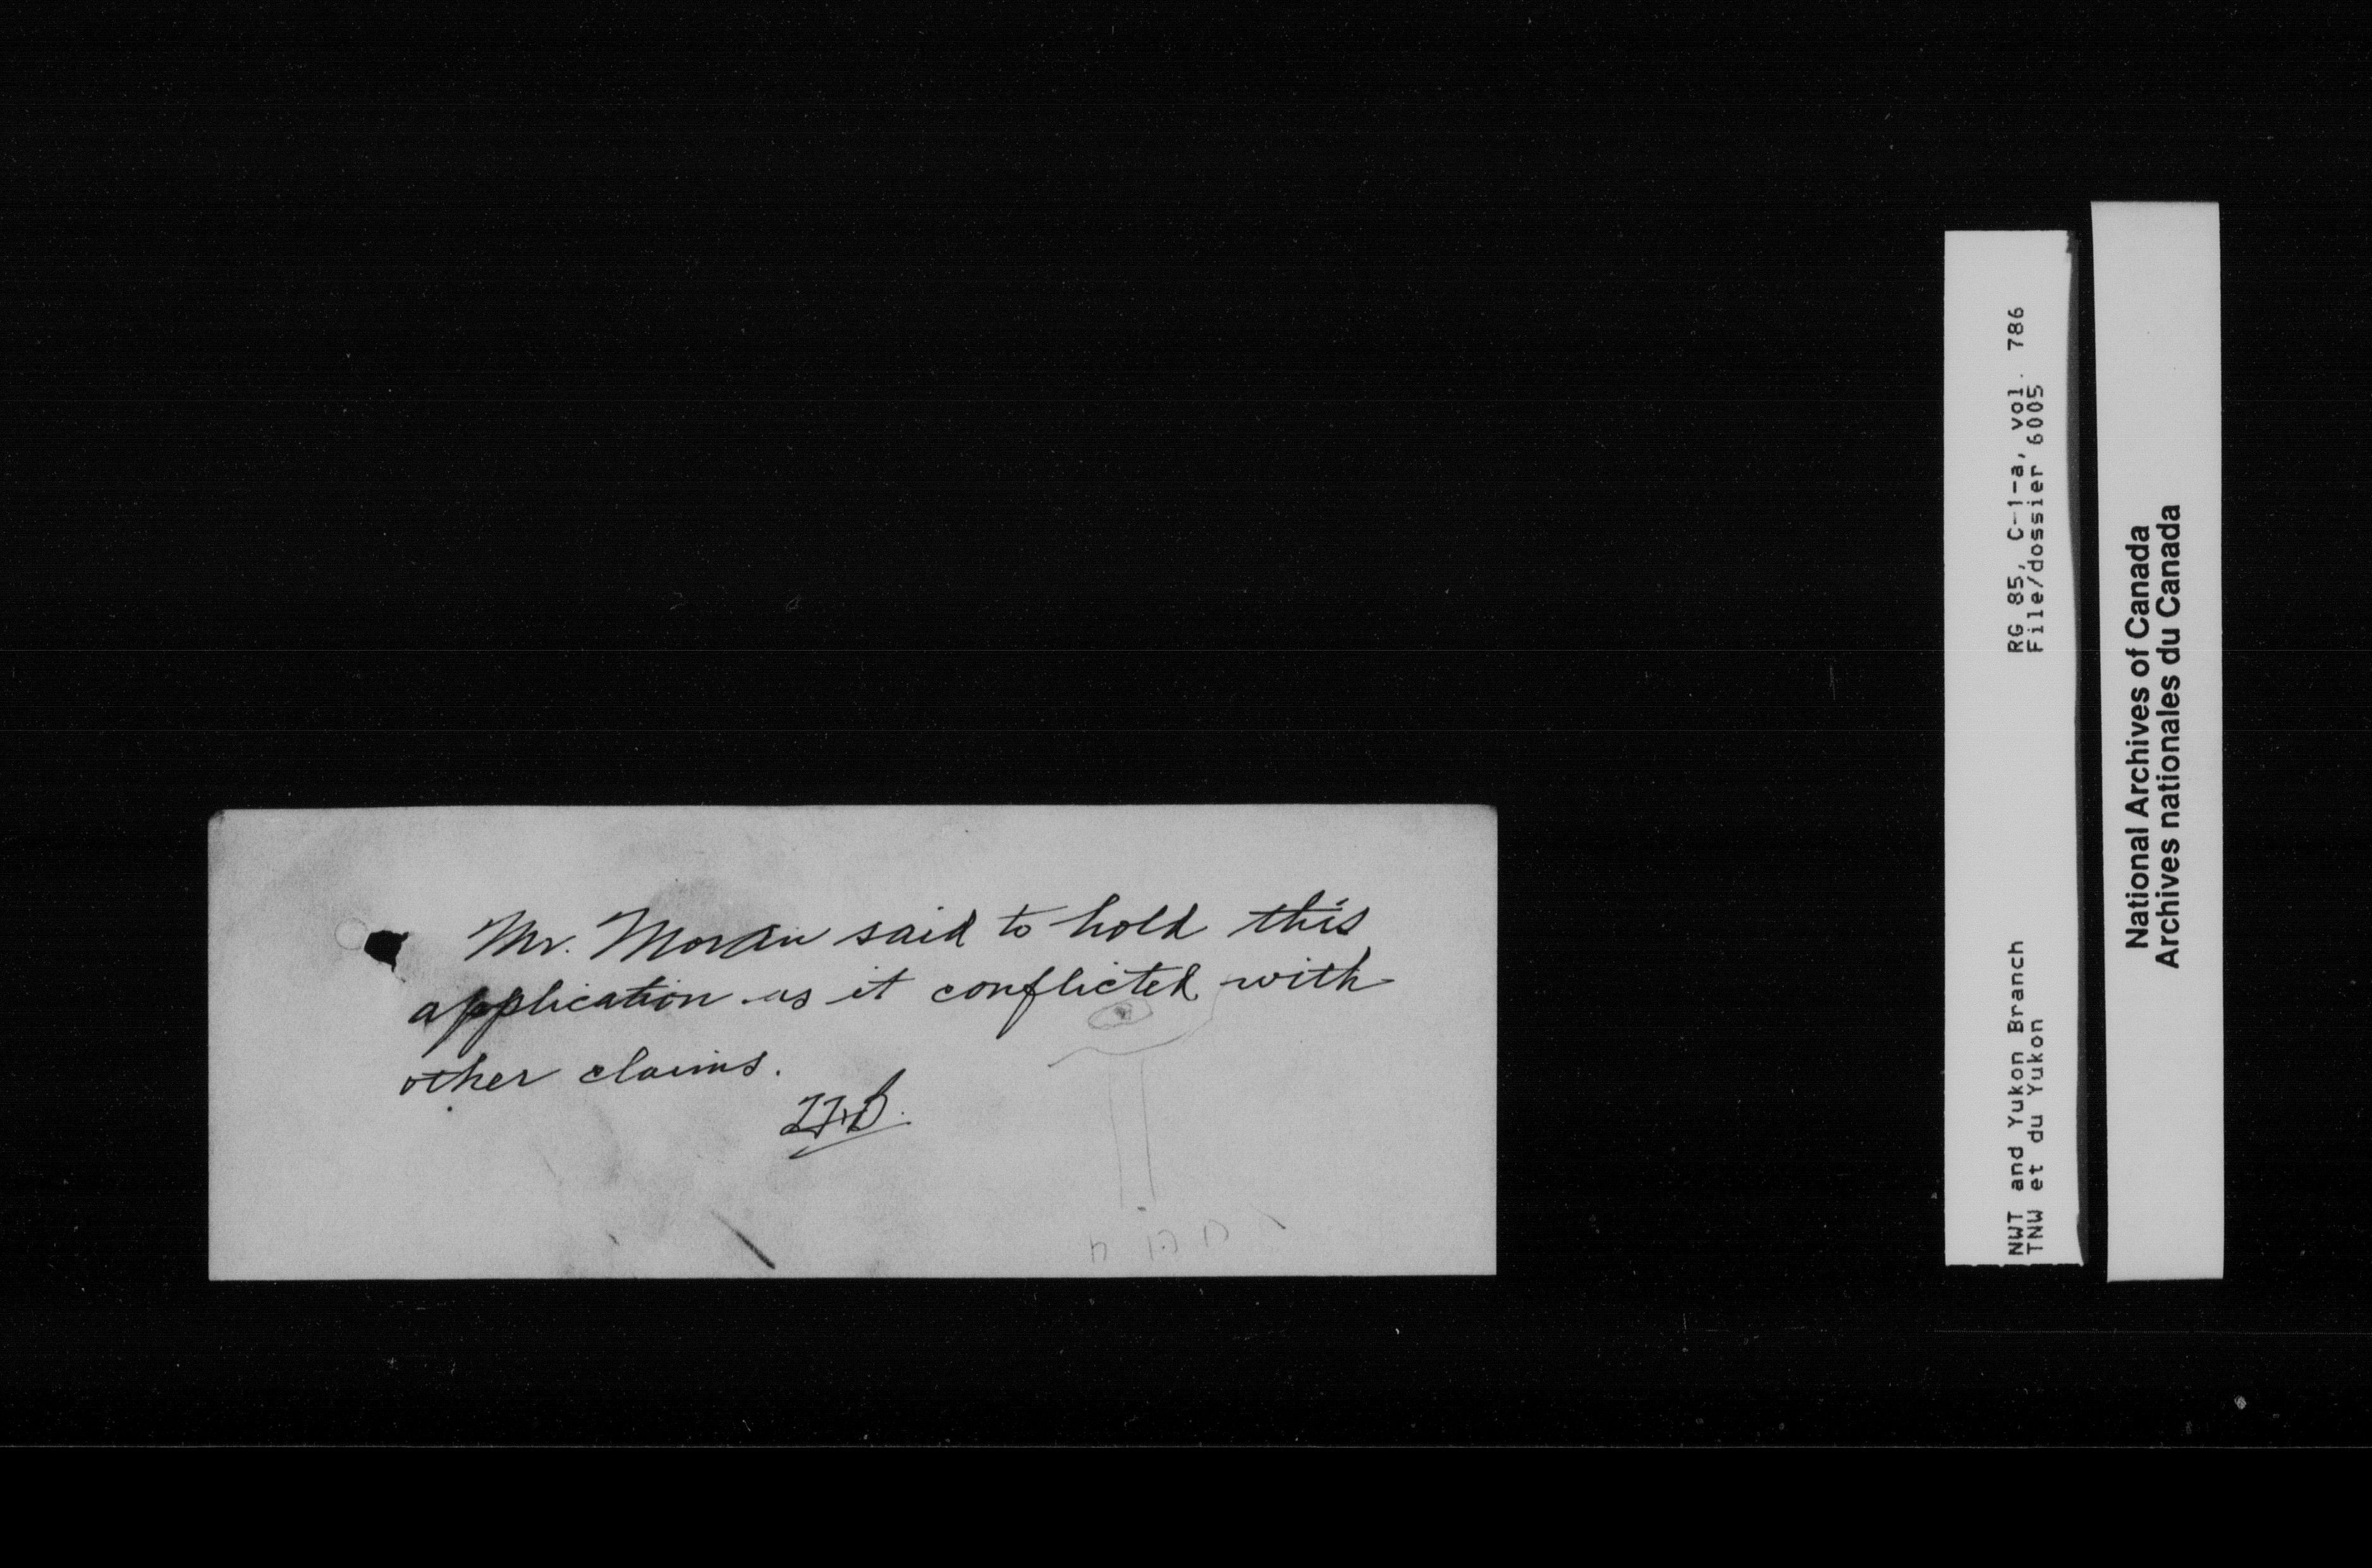 Mr. Moran said to hold this
application as it conflicted with
other claims.
RG 85, C-1-a, vol. 786
File/dossier 6005
NWT and Yukon Branch
TNW et du Yukon
National Archives of Canada
Archives nationales du Canada